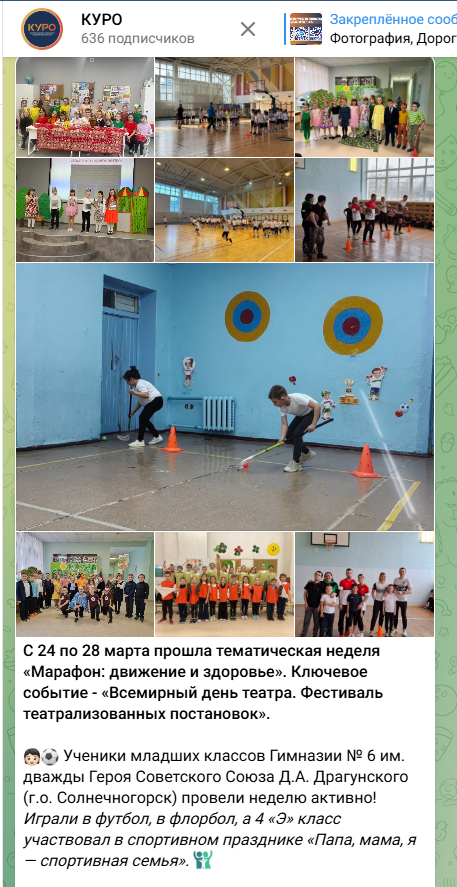 КУРО
КУРО
636 подписчиков
Закреплённое сооб
Фотография, Дорог
С 24 по 28 марта прошла тематическая неделя
«Марафон: движение и здоровье». Ключевое
событие - «Всемирный день театра. Фестиваль
театрализованных постановок».
🧑🏻⚽ Ученики младших классов Гимназии № 6 им.
дважды Героя Советского Союза Д.А. Драгунского
(г.о. Солнечногорск) провели неделю активно!
Играли в футбол, в флорбол, а 4 «Э» класс
участвовал в спортивном празднике «Папа, мама, я
— спортивная семья».